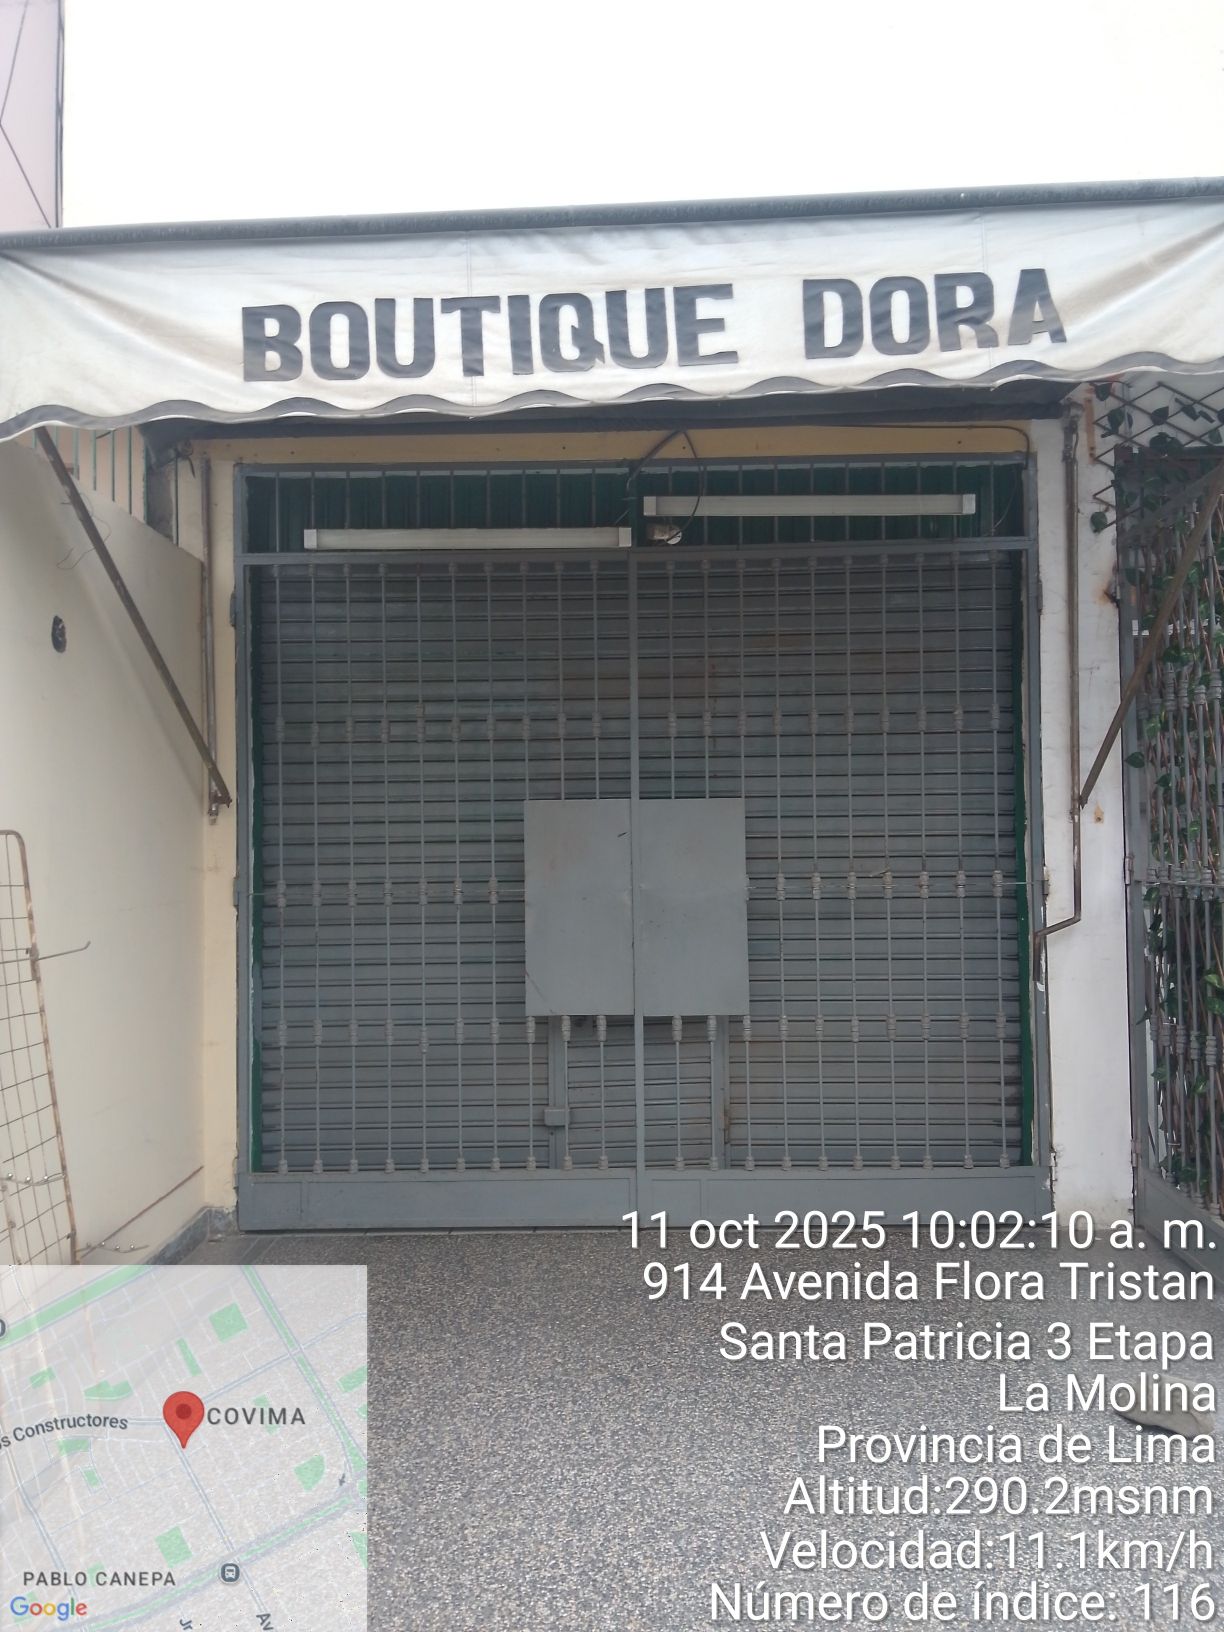 BOUTIQUE DORA
11 oct 2025 10:02:10 a. m.
914 Avenida Flora Tristan
Santa Patricia 3 Etapa
La Molina
Provincia de Lima
Altitud:290.2msnm
Velocidad:11.1km/h
Número de índice: 116
s Constructores
COVIMA
PABLO CANEPA
Google
Av